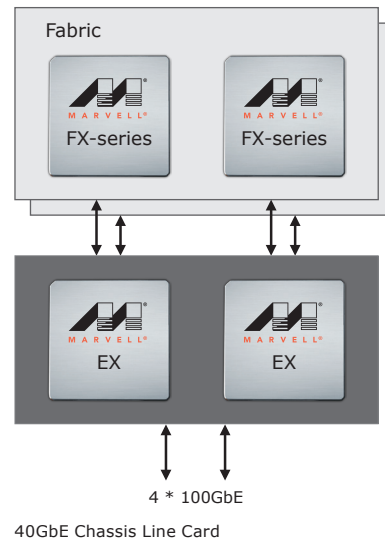 Fabric
MARVELL®
FX-series
MARVELL®
FX-series
MARVELL®
EX
MARVELL®
EX
4 * 100GbE
40GbE Chassis Line Card